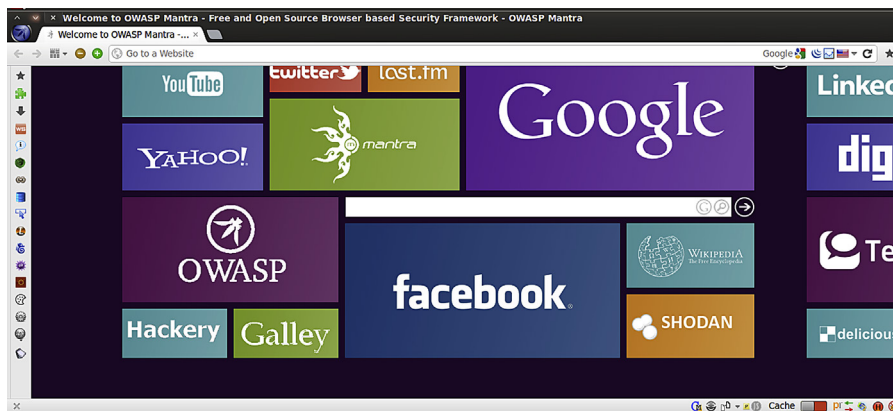 Welcome to OWASP Mantra - Free and Open Source Browser based Security Framework - OWASP Mantra
Welcome to OWASP Mantra -...
Go to a Website
Google
YouTube
twitter
last.fm
Google
Linked
YAHOO!
mantra
dig
OWASP
facebook
WIKIPEDIA
The Free Encyclopedia
Te
Hackery
Galley
SHODAN
delicious
Cache